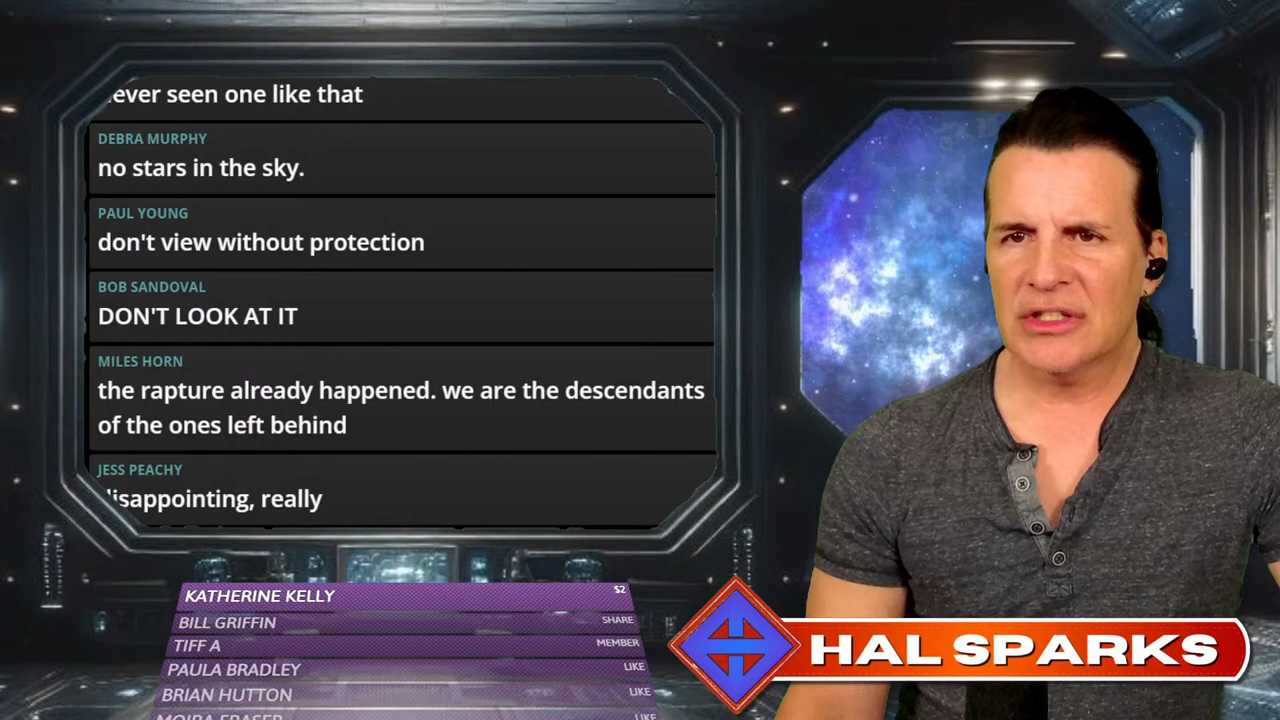 ever seen one like that
DEBRA MURPHY
no stars in the sky.
PAUL YOUNG
don't view without protection
BOB SANDOVAL
DON'T LOOK AT IT
MILES HORN
the rapture already happened. we are the descendants
of the ones left behind
JESS PEACHY
disappointing, really
KATHERINE KELLY $2
BILL GRIFFIN SHARE
TIFF A MEMBER
PAULA BRADLEY LIKE
BRIAN HUTTON LIKE
MOIRA FRASER LIKE
HAL SPARKS